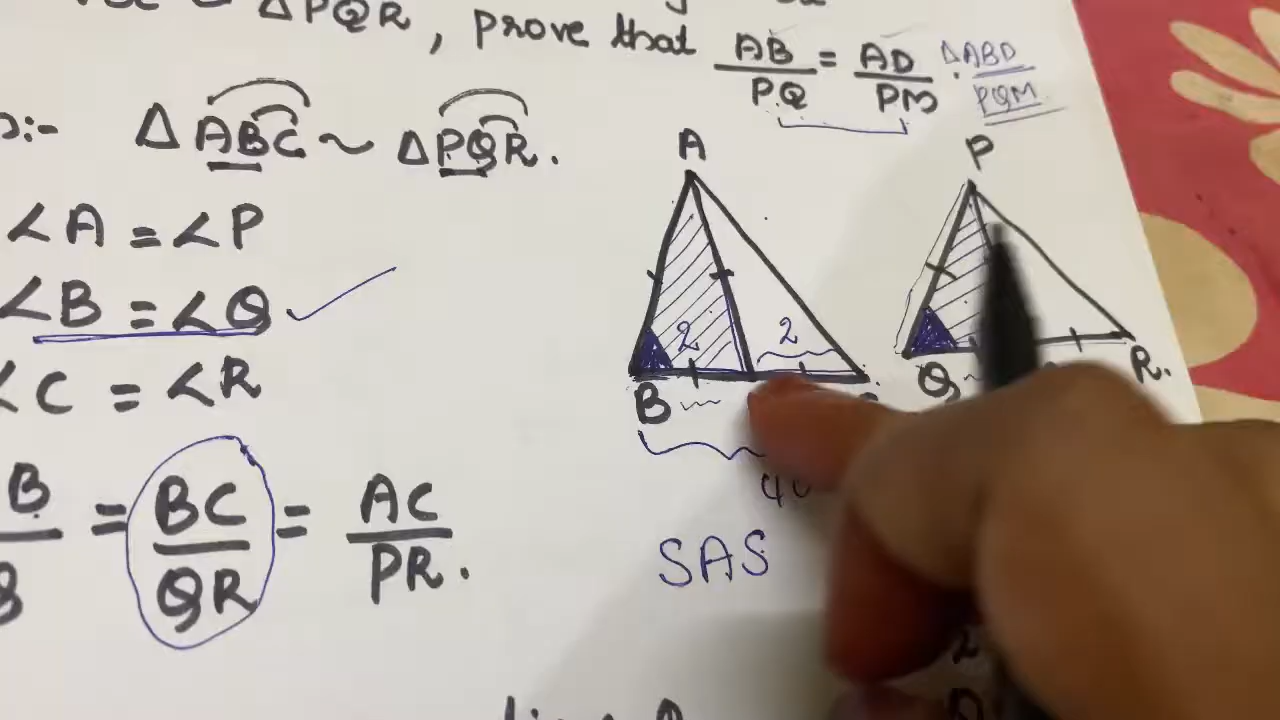 ΔPQR, prove that AB/PQ = AD/PM. ΔABD/PQM
:- ΔABC ~ ΔPQR.
∠A = ∠P
∠B = ∠Q ✓
∠C = ∠R
B = BC/QR = AC/PR.
A
B
2 2
P
Q R.
SAS